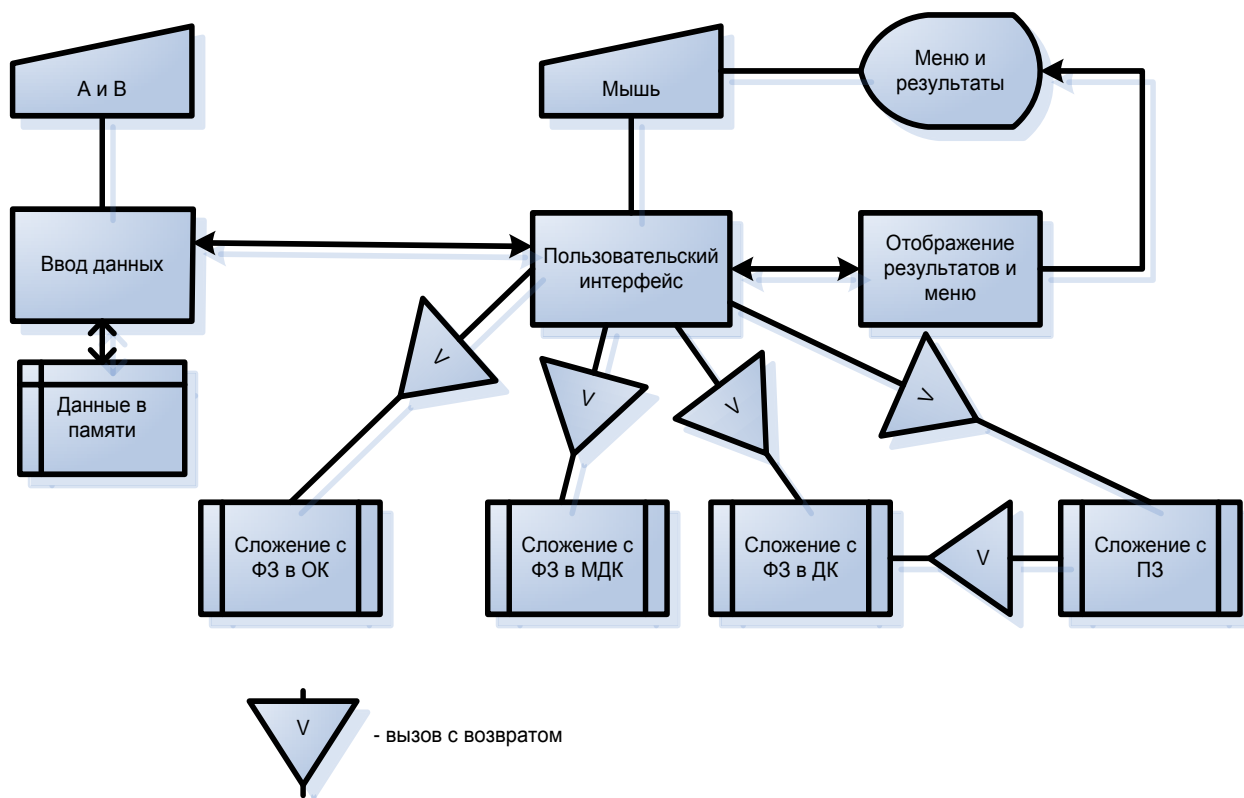 А и В
Мышь
Меню и
результаты
Ввод данных
Пользовательский
интерфейс
Отображение
результатов и
меню
Данные в
памяти
V
V
V
V
Сложение с
ФЗ в ОК
Сложение с
ФЗ в МДК
Сложение с
ФЗ в ДК
V
Сложение с
ПЗ
V
- вызов с возвратом